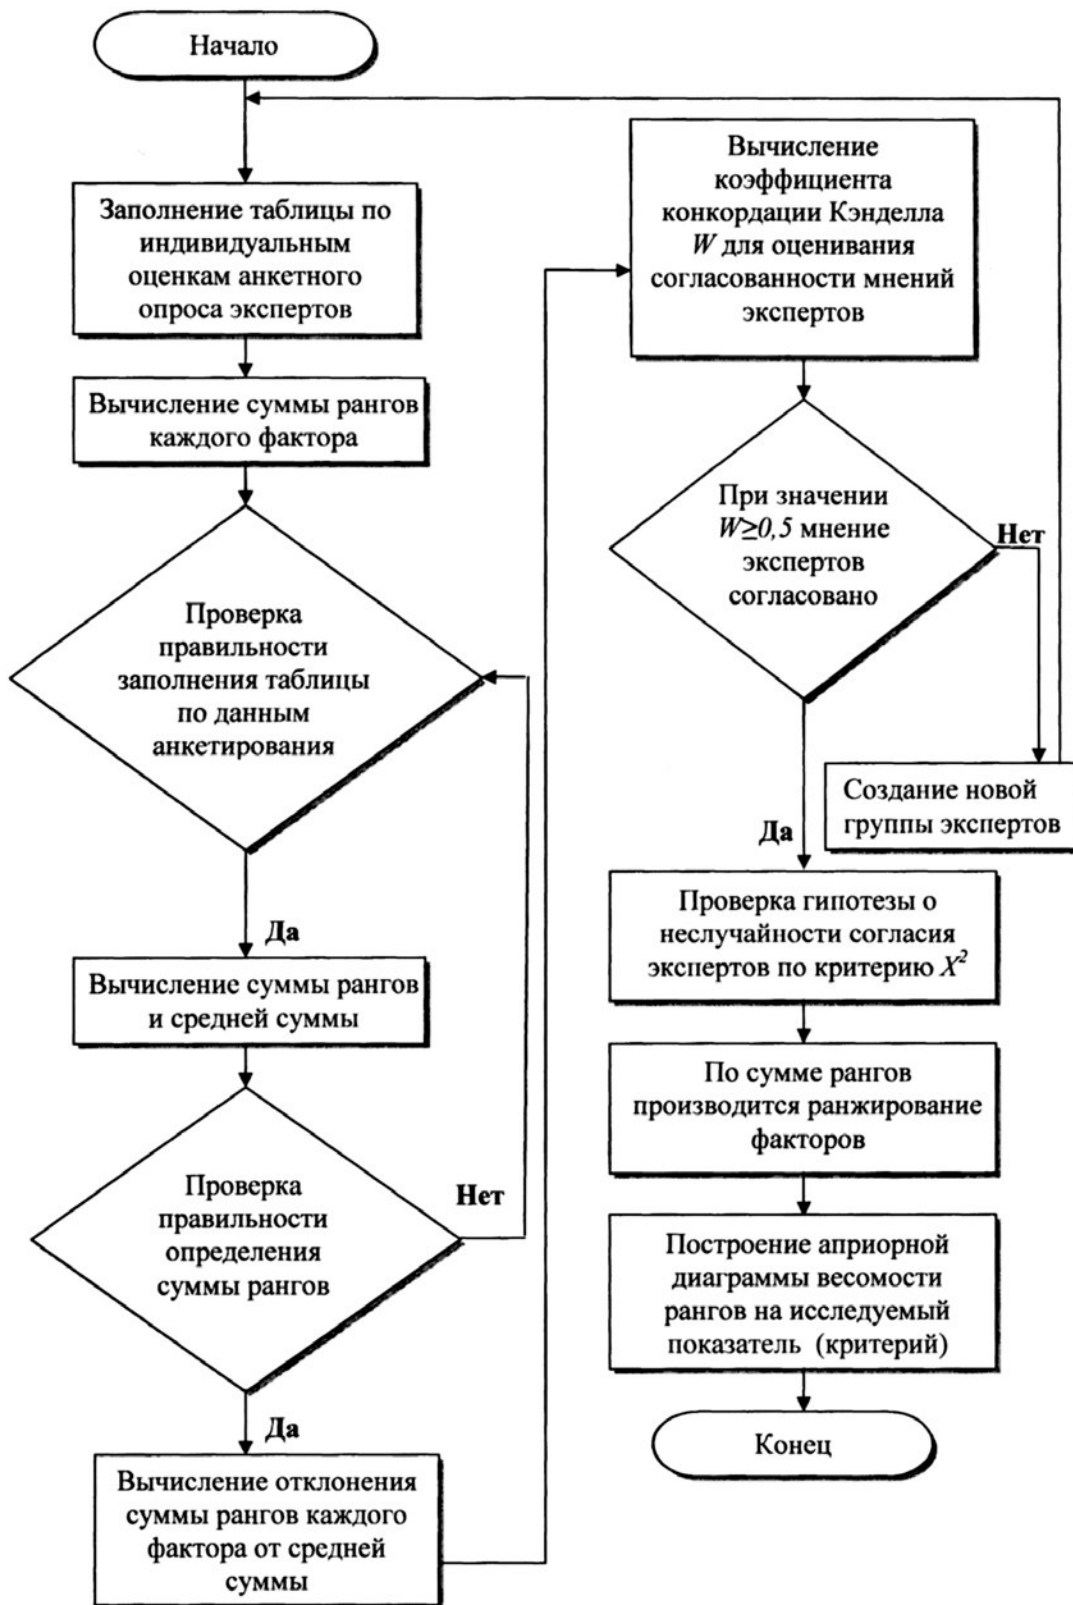 Начало
Заполнение таблицы по
индивидуальным
оценкам анкетного
опроса экспертов
Вычисление суммы рангов
каждого фактора
Проверка
правильности
заполнения таблицы
по данным
анкетирования
Да
Вычисление суммы рангов
и средней суммы
Проверка
правильности
определения
суммы рангов
Нет
Да
Вычисление отклонения
суммы рангов каждого
фактора от средней
суммы
Вычисление
коэффициента
конкордации Кэнделла
W для оценивания
согласованности мнений
экспертов
При значении
W≥0,5 мнение
экспертов
согласовано
Нет
Создание новой
группы экспертов
Да
Проверка гипотезы о
неслучайности согласия
экспертов по критерию X²
По сумме рангов
производится ранжирование
факторов
Построение априорной
диаграммы весомости
рангов на исследуемый
показатель (критерий)
Конец